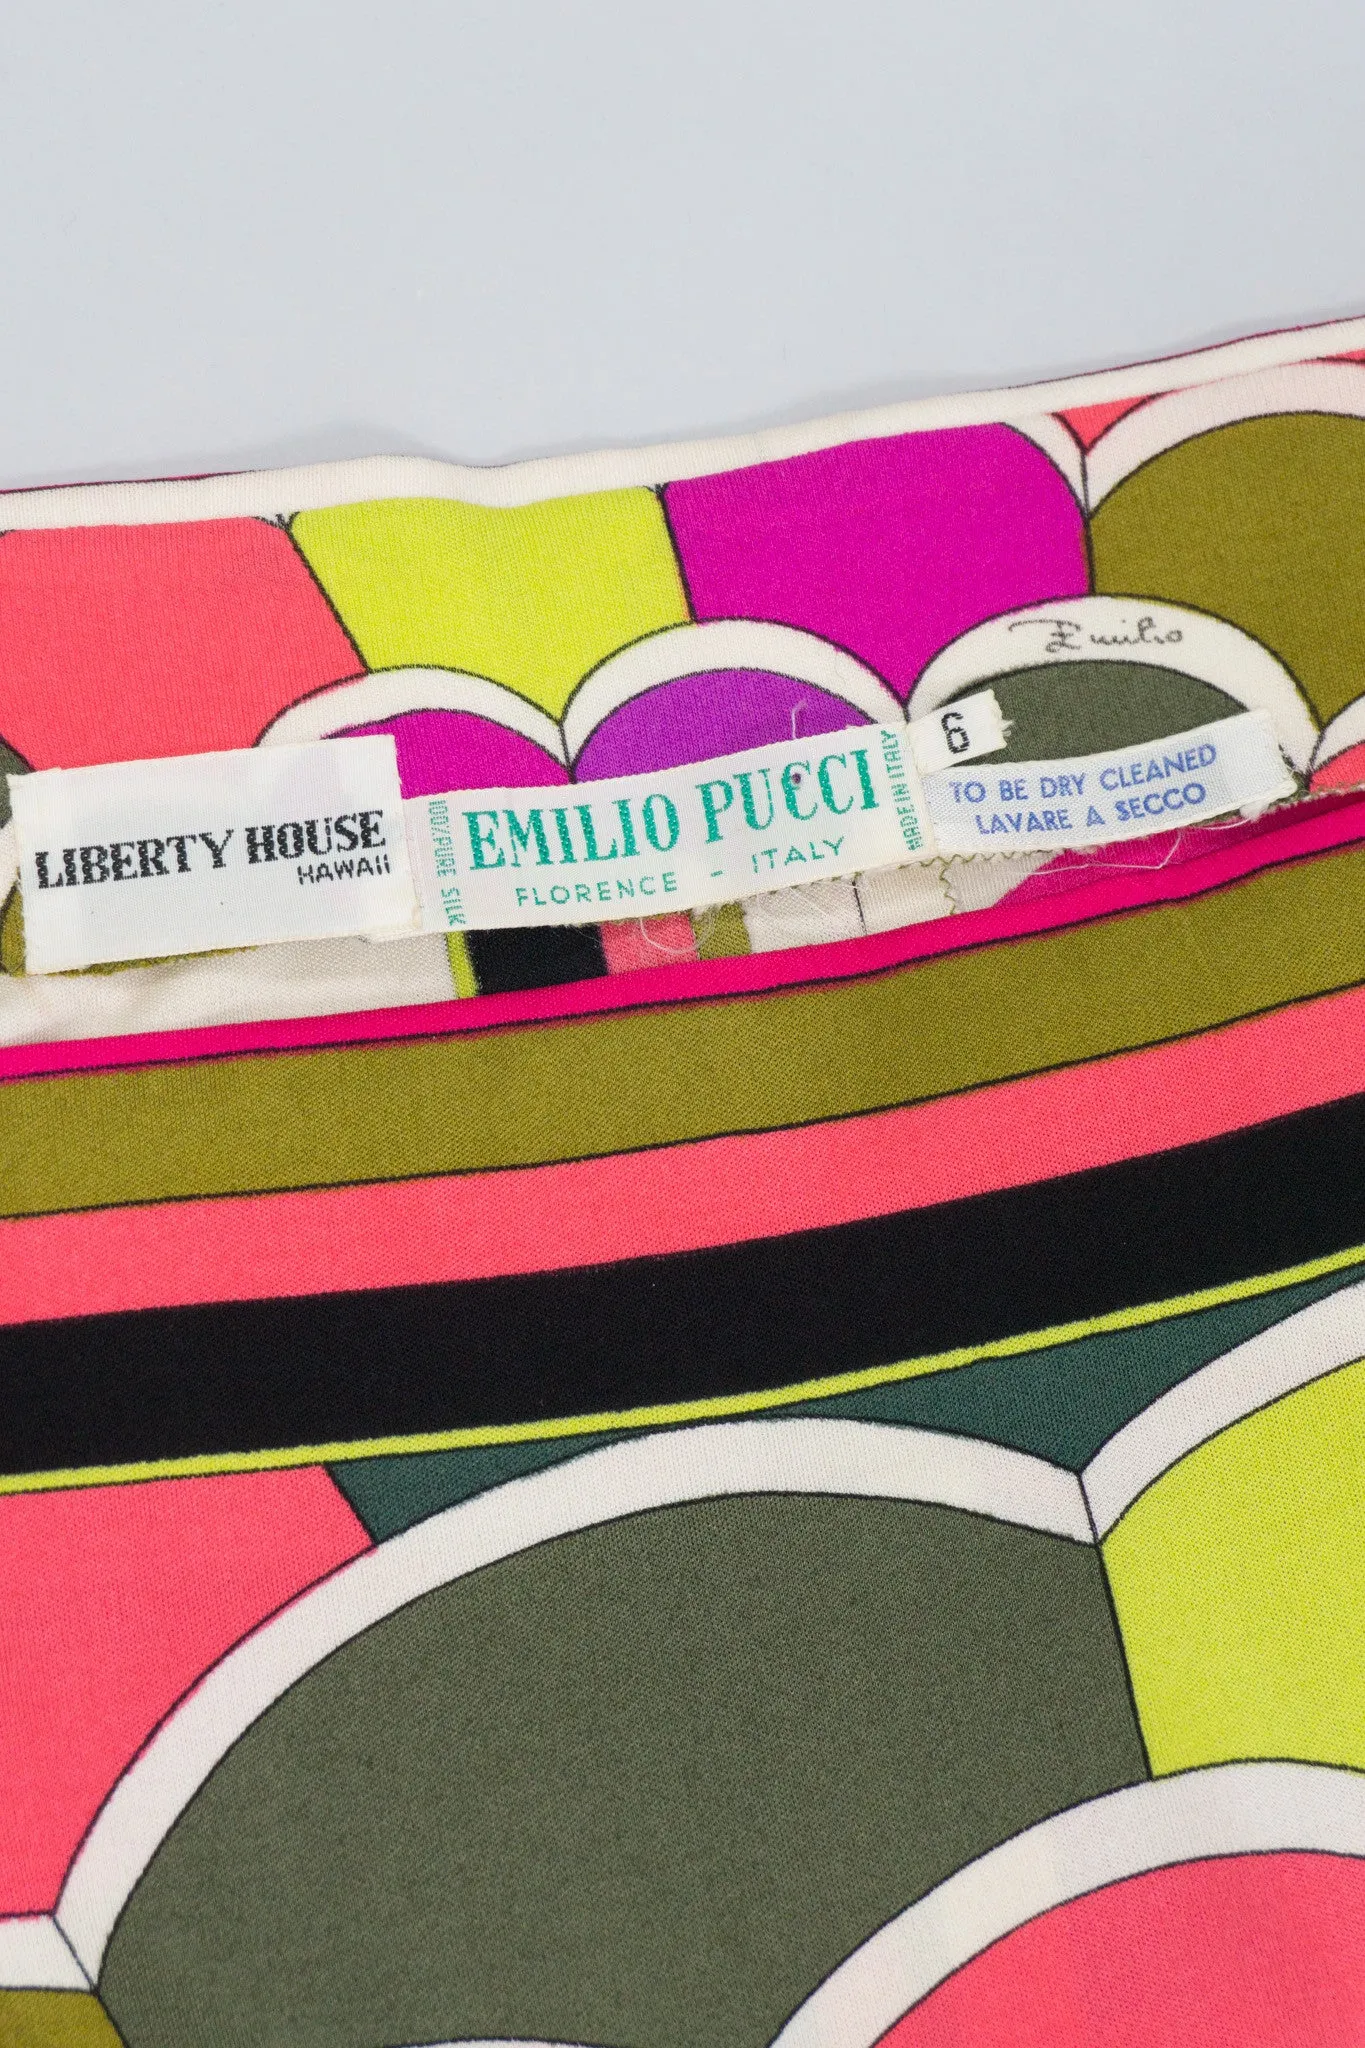 Emilio
LIBERTY HOUSE
HAWAII
100% PURE SILK
EMILIO PUCCI
FLORENCE - ITALY
MADE IN ITALY
6
TO BE DRY CLEANED
LAVARE A SECCO